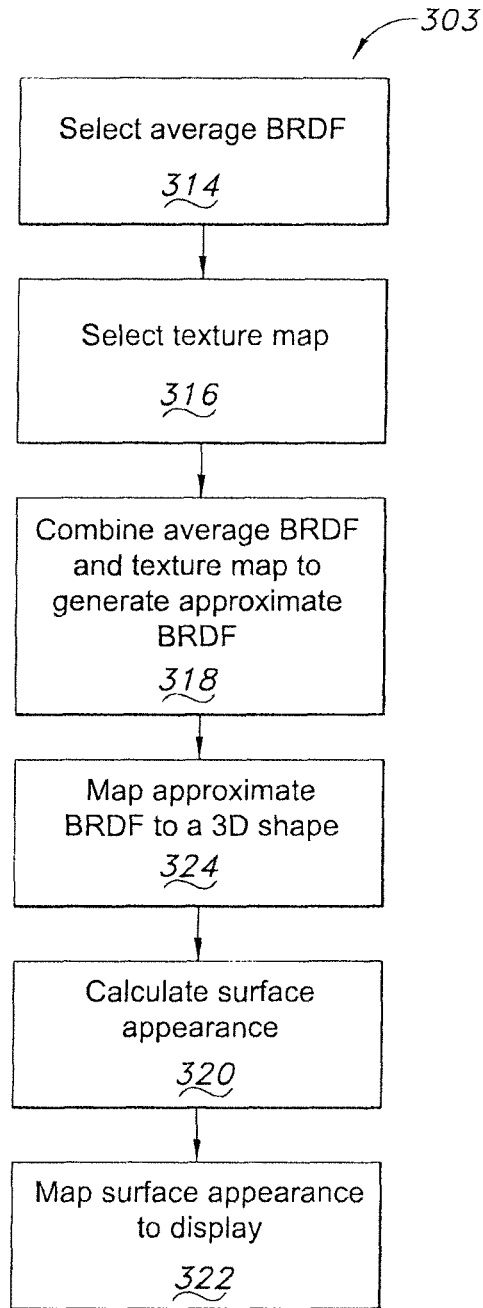 303
Select average BRDF
314
Select texture map
316
Combine average BRDF
and texture map to
generate approximate
BRDF
318
Map approximate
BRDF to a 3D shape
324
Calculate surface
appearance
320
Map surface appearance
to display
322